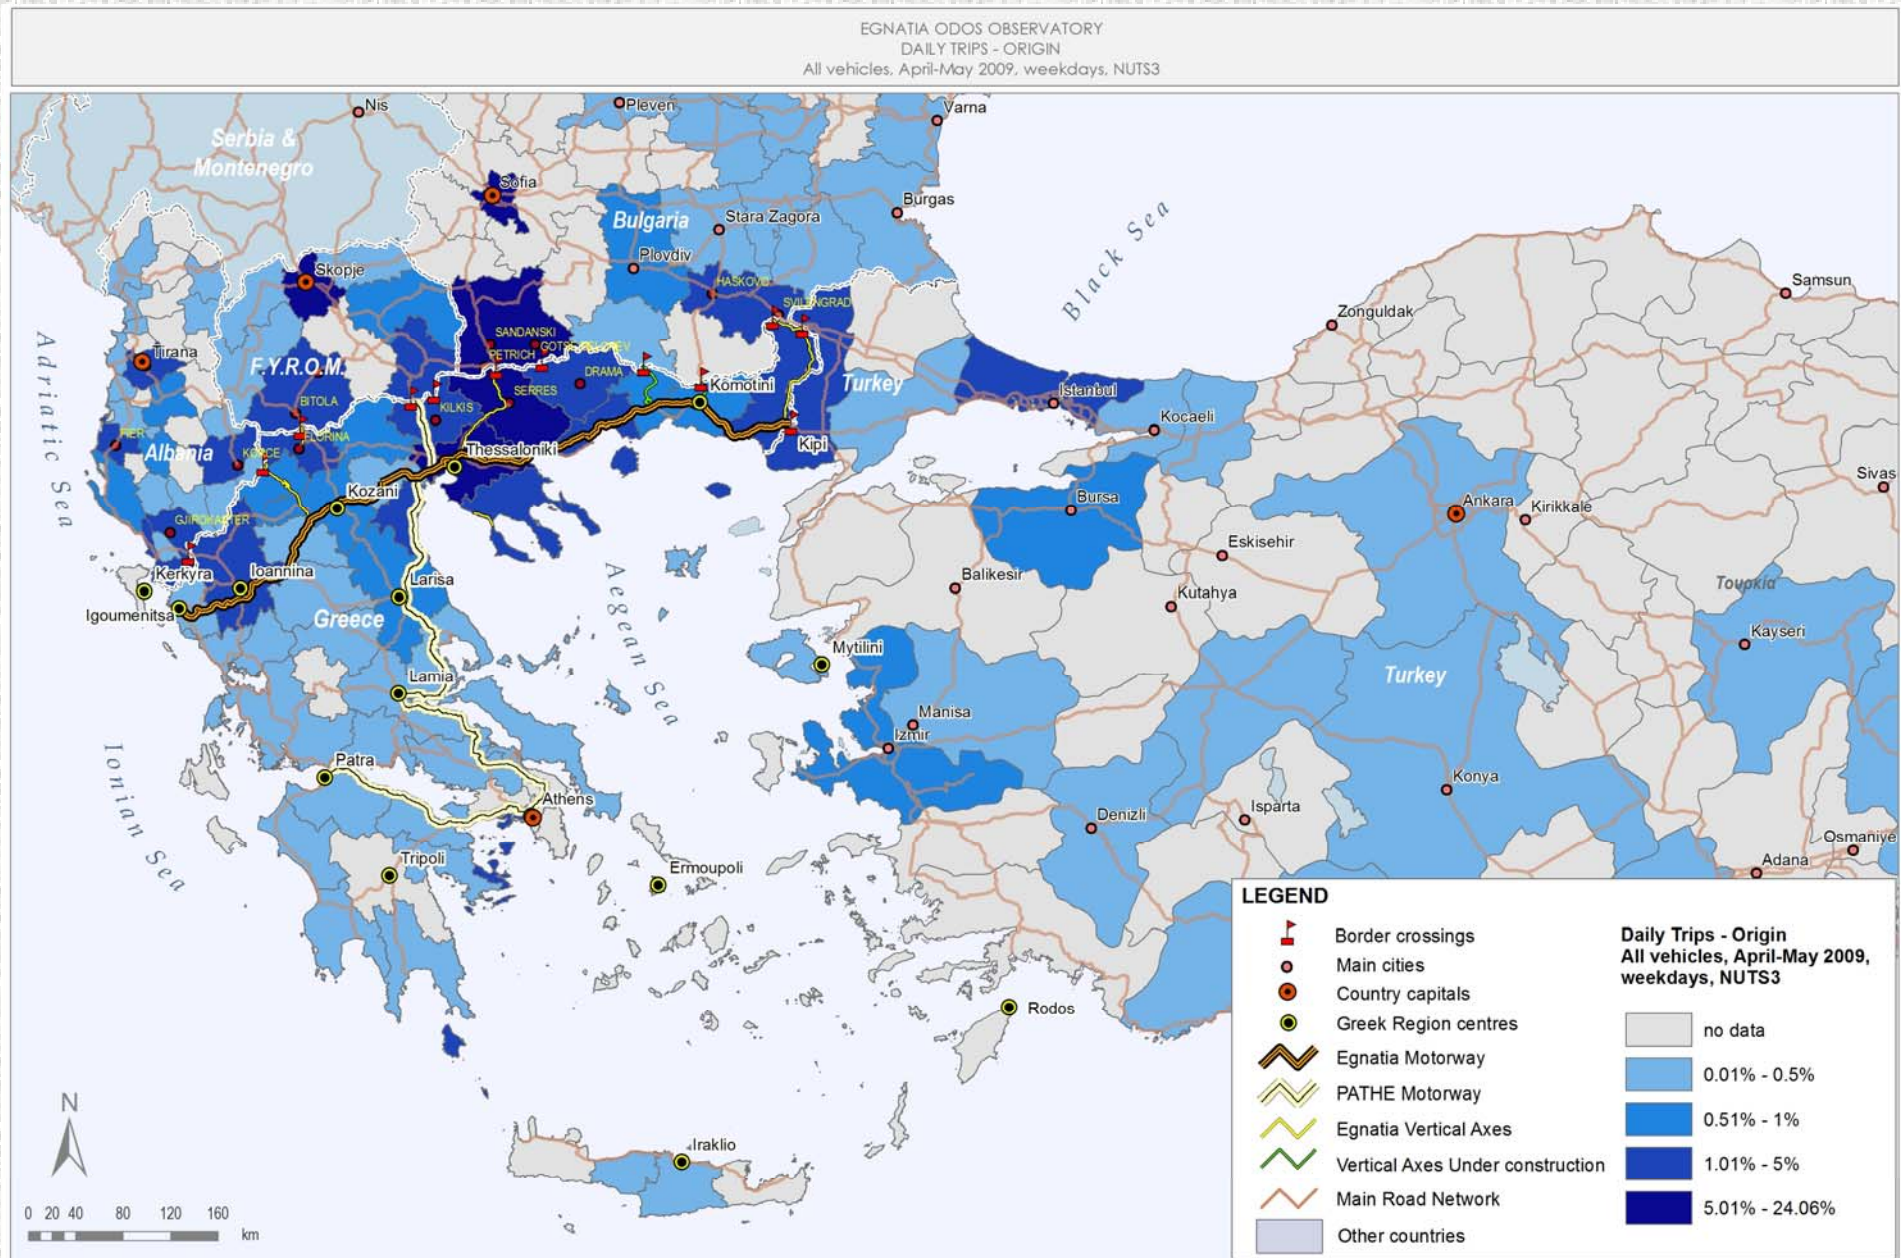 EGNATIA ODOS OBSERVATORY
DAILY TRIPS - ORIGIN
All vehicles, April-May 2009, weekdays, NUTS3
Nis
Pleven
Varna
Serbia &
Montenegro
Sofia
Burgas
Bulgaria
Stara Zagora
Black Sea
Plovdiv
Skopje
HASKOVO
Samsun
SVILENGRAD
Zonguldak
Adriatic Sea
SANDANSKI
Tirana
PETRICH
F.Y.R.O.M.
DRAMA
Komotini
Turkey
SERRES
Istanbul
BITOLA
KILKIS
Kocaeli
FIER
FLORINA
Kipi
Albania
KORCE
Thessaloniki
Sivas
Kozani
Bursa
Ankara
Kirikkale
GJIROKASTER
Eskisehir
Kerkyra
Ioannina
Larisa
Aegean Sea
Balikesir
Τουρκία
Igoumenitsa
Greece
Kutahya
Kayseri
Mytilini
Turkey
Lamia
Manisa
Izmir
Ionian Sea
Patra
Konya
Athens
Denizli
Isparta
Osmaniye
Tripoli
Adana
Ermoupoli
Rodos
Iraklio
N
0 20 40 80 120 160
km
LEGEND
Border crossings
Main cities
Country capitals
Greek Region centres
Egnatia Motorway
PATHE Motorway
Egnatia Vertical Axes
Vertical Axes Under construction
Main Road Network
Other countries
Daily Trips - Origin
All vehicles, April-May 2009,
weekdays, NUTS3
no data
0.01% - 0.5%
0.51% - 1%
1.01% - 5%
5.01% - 24.06%